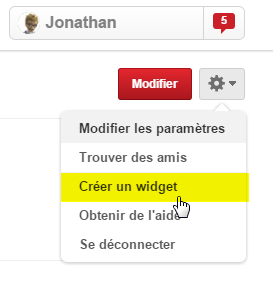 Jonathan
5
Modifier
Modifier les paramètres
Trouver des amis
Créer un widget
Obtenir de l'aide
Se déconnecter